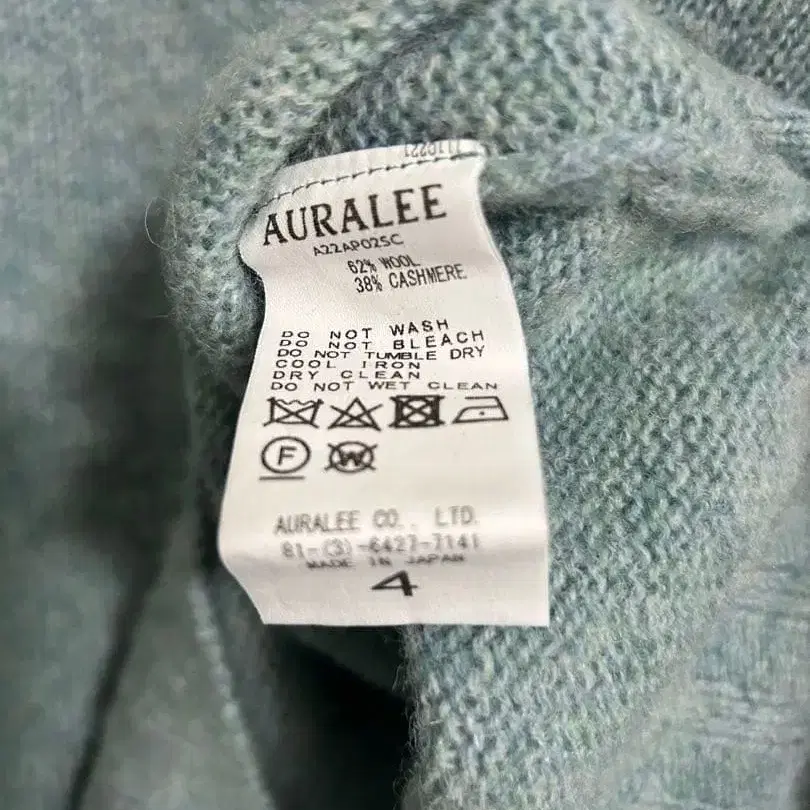 AURALEE
A22AP02SC
62% WOOL
38% CASHMERE
DO NOT WASH
DO NOT BLEACH
DO NOT TUMBLE DRY
COOL IRON
DRY CLEAN
DO NOT WET CLEAN
F W
AURALEE CO., LTD.
81-(3)-6427-7141
MADE IN JAPAN
4